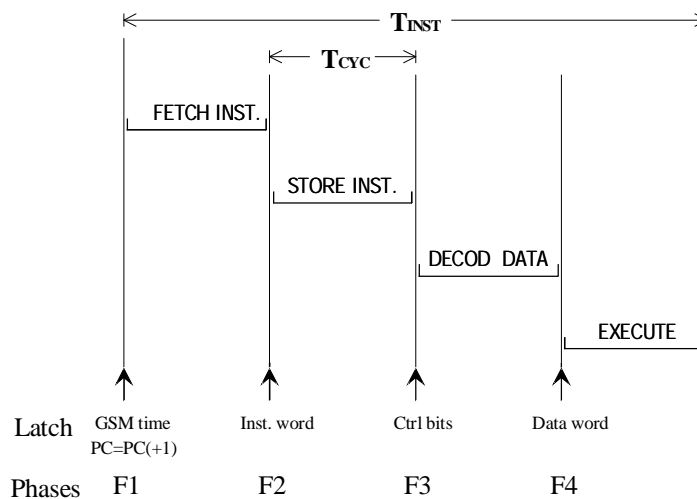 TINST
TCYC
FETCH INST.
STORE INST.
DECOD DATA
EXECUTE
Latch GSM time Inst. word Ctrl bits Data word
PC=PC(+1)
Phases F1 F2 F3 F4